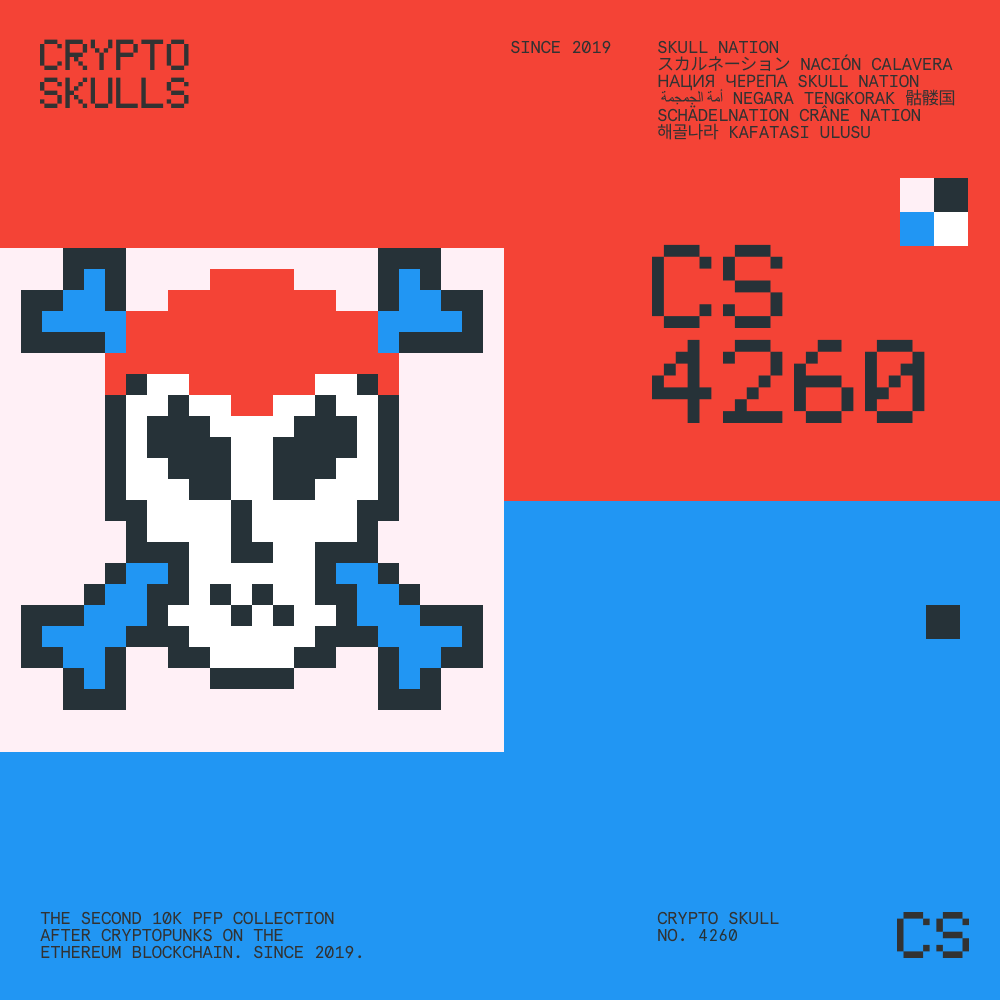 CRYPTO
SKULLS
SINCE 2019
SKULL NATION
スカルネーション NACIÓN CALAVERA
НАЦИЯ ЧЕРЕПА SKULL NATION
أمة الجمجمة NEGARA TENGKORAK 骷髅国
SCHÄDELNATION CRÂNE NATION
해골나라 KAFATASI ULUSU
CS
4260
THE SECOND 10K PFP COLLECTION
AFTER CRYPTOPUNKS ON THE
ETHEREUM BLOCKCHAIN. SINCE 2019.
CRYPTO SKULL
NO. 4260
CS